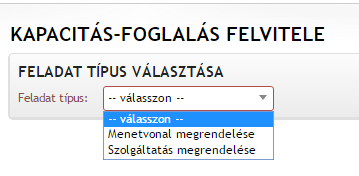 KAPACITÁS-FOGLALÁS FELVITELE
FELADAT TÍPUS VÁLASZTÁSA
Feladat típus: -- válasszon --
-- válasszon --
Menetvonal megrendelése
Szolgáltatás megrendelése